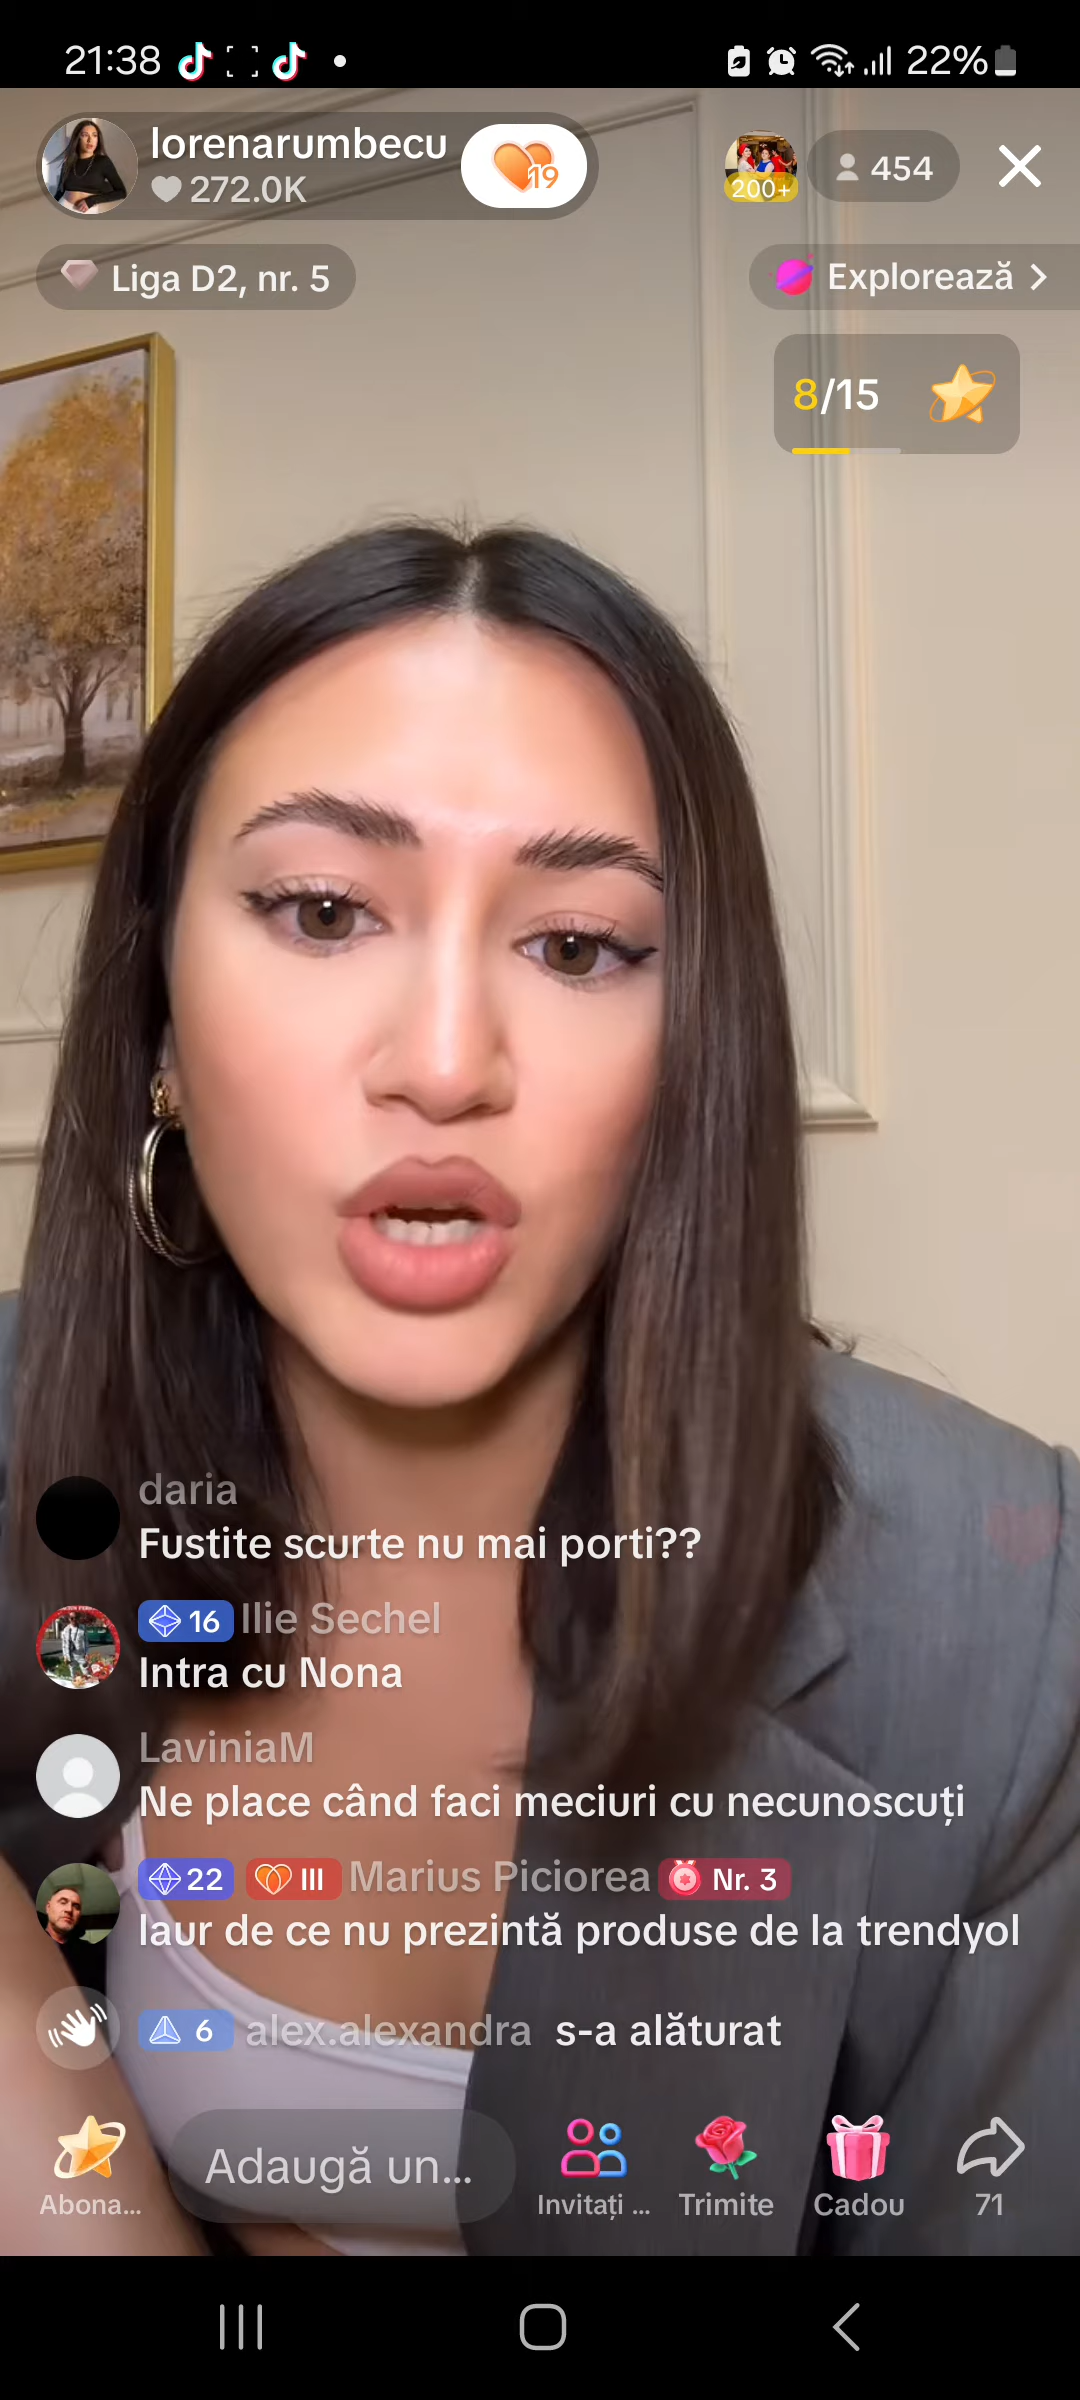 21:38
22%
lorenarumbecu
272.0K
19
200+
454
Liga D2, nr. 5
Explorează
8/15
daria
Fustite scurte nu mai porti??
16 Ilie Sechel
Intra cu Nona
LaviniaM
Ne place când faci meciuri cu necunoscuți
22 III Marius Piciorea Nr. 3
laur de ce nu prezintă produse de la trendyol
6 alex.alexandra s-a alăturat
Adaugă un...
Abona...
Invitați ...
Trimite
Cadou
71